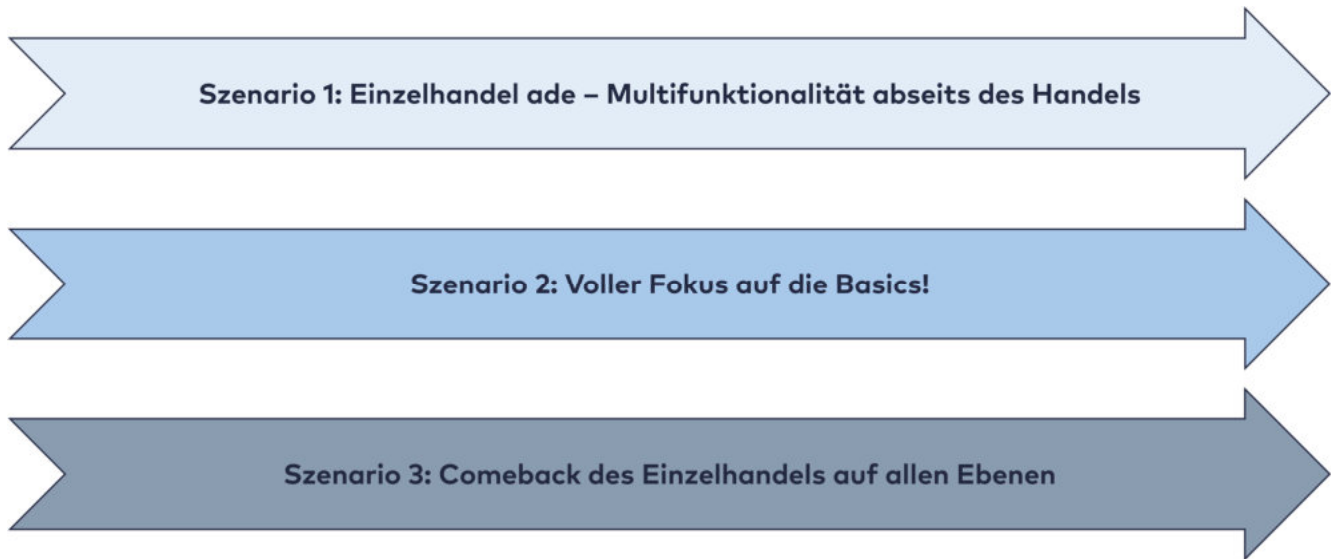 Szenario 1: Einzelhandel ade – Multifunktionalität abseits des Handels
Szenario 2: Voller Fokus auf die Basics!
Szenario 3: Comeback des Einzelhandels auf allen Ebenen